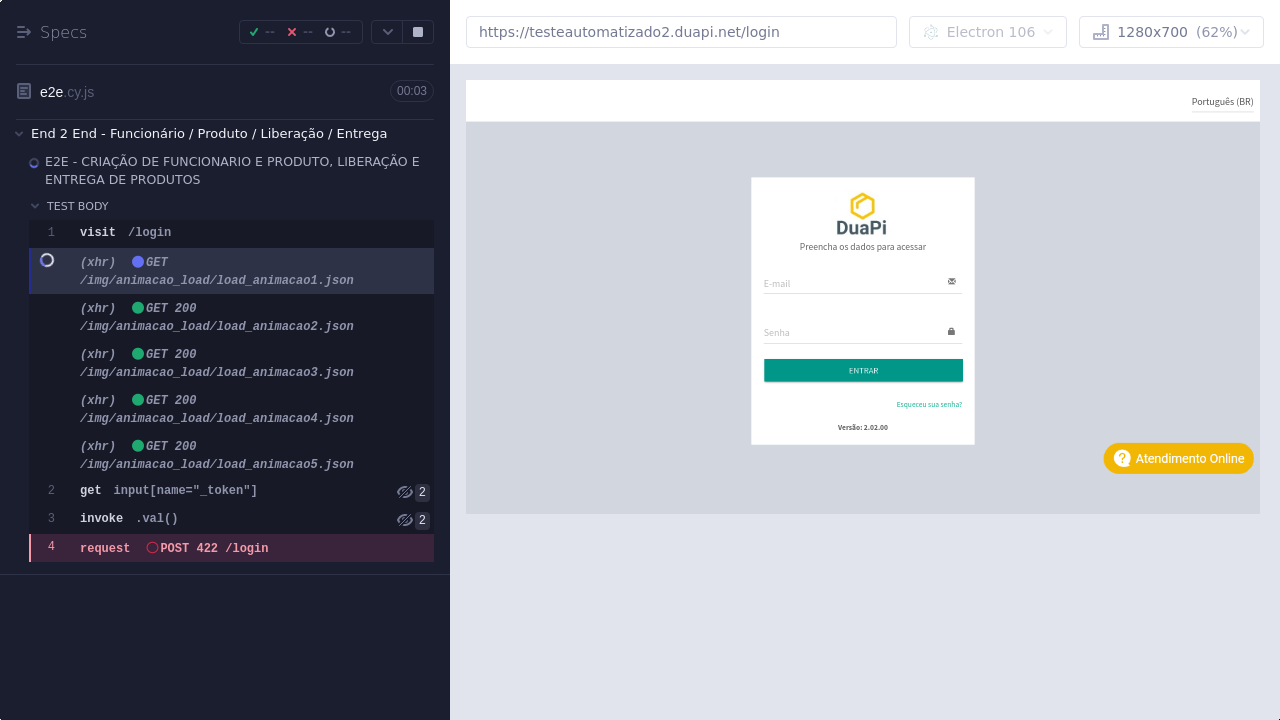 Specs
--
--
--
e2e.cy.js
00:03
End 2 End - Funcionário / Produto / Liberação / Entrega
E2E - CRIAÇÃO DE FUNCIONARIO E PRODUTO, LIBERAÇÃO E
ENTREGA DE PRODUTOS
TEST BODY
1 visit /login
(xhr) GET
/img/animacao_load/load_animacao1.json
(xhr) GET 200
/img/animacao_load/load_animacao2.json
(xhr) GET 200
/img/animacao_load/load_animacao3.json
(xhr) GET 200
/img/animacao_load/load_animacao4.json
(xhr) GET 200
/img/animacao_load/load_animacao5.json
2 get input[name="_token"] 2
3 invoke .val() 2
4 request POST 422 /login
https://testeautomatizado2.duapi.net/login
Electron 106
1280x700 (62%)
Português (BR)
DuaPi
Preencha os dados para acessar
E-mail
Senha
ENTRAR
Esqueceu sua senha?
Versão: 2.02.00
Atendimento Online